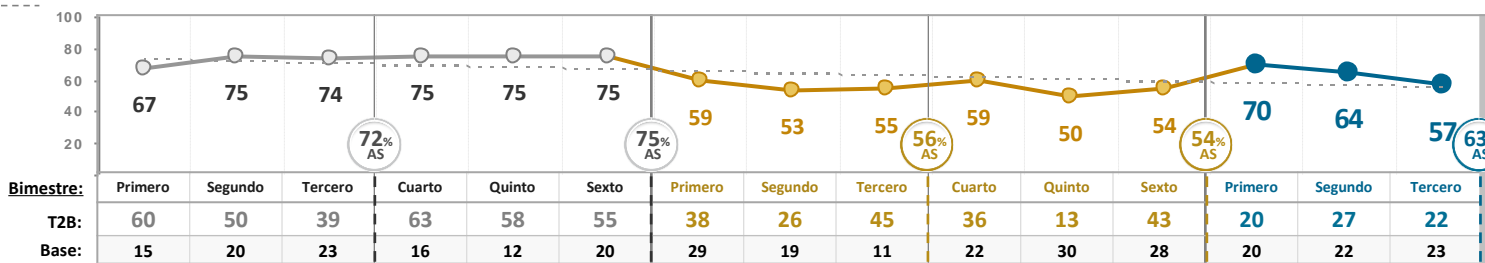 100
80
60
40
20
67 75 74 75 75 75 59 53 55 59 50 54 70 64 57
72% AS 75% AS 56% AS 54% AS 63 AS
Bimestre: Primero Segundo Tercero Cuarto Quinto Sexto Primero Segundo Tercero Cuarto Quinto Sexto Primero Segundo Tercero
T2B: 60 50 39 63 58 55 38 26 45 36 13 43 20 27 22
Base: 15 20 23 16 12 20 29 19 11 22 30 28 20 22 23